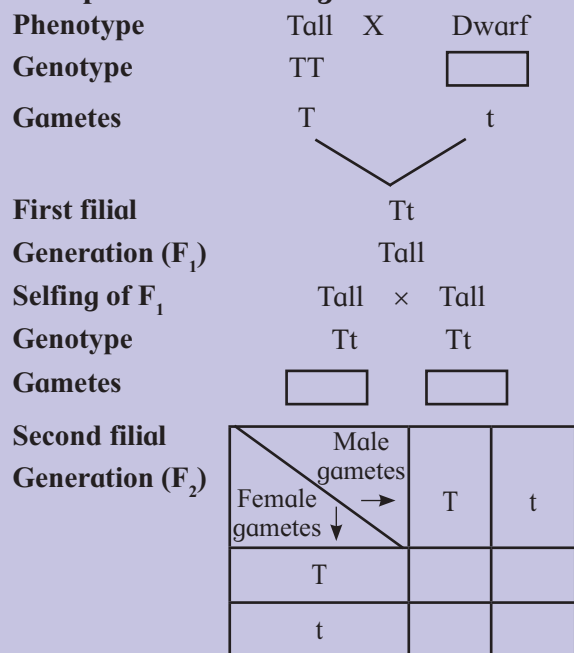 Phenotype Tall X Dwarf
Genotype TT
Gametes T t
First filial Tt
Generation (F₁) Tall
Selfing of F₁ Tall × Tall
Genotype Tt Tt
Gametes
Second filial
Generation (F₂)
Male
gametes
Female
gametes
T t
T
t